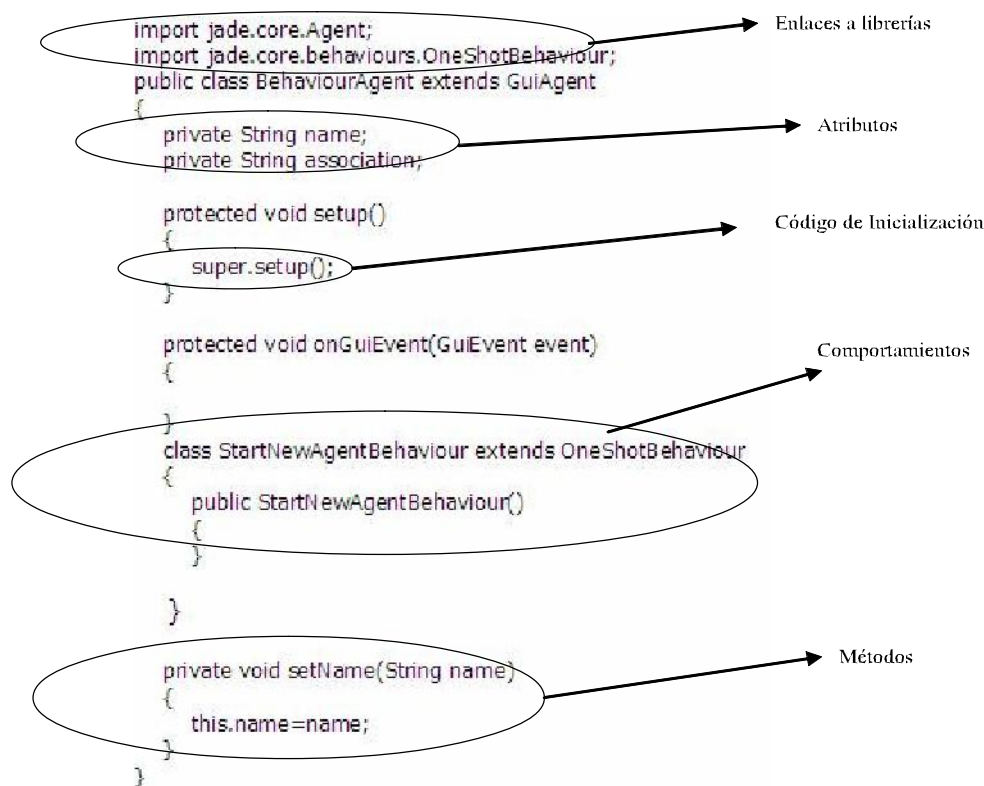 import jade.core.Agent;
Enlaces a librerías
import jade.core.behaviours.OneShotBehaviour;
public class BehaviourAgent extends GuiAgent
{
private String name;
Atributos
private String association;
protected void setup()
Código de Inicialización
{
super.setup();
}
protected void onGuiEvent(GuiEvent event)
Comportamientos
{
}
class StartNewAgentBehaviour extends OneShotBehaviour
{
public StartNewAgentBehaviour()
{
}
}
private void setName(String name)
Métodos
{
this.name=name;
}
}